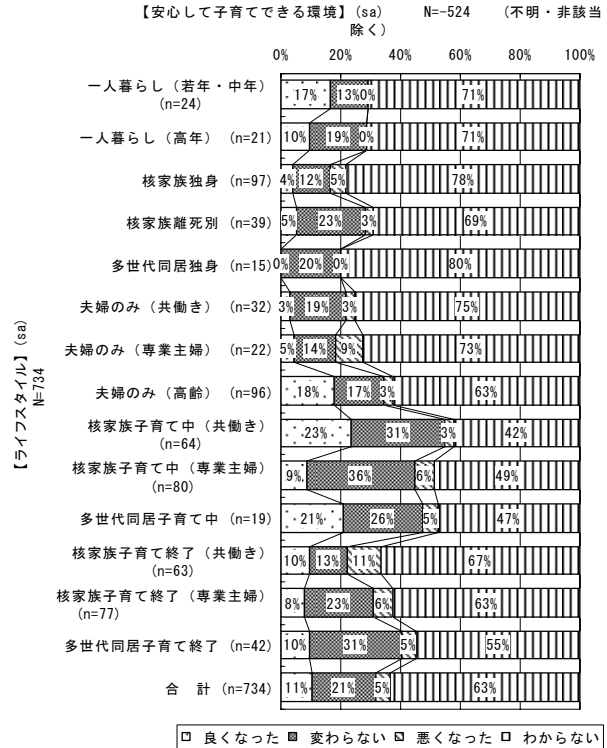 【安心して子育てできる環境】(sa)　N=-524　(不明・非該当
除く)
0% 20% 40% 60% 80% 100%
一人暮らし（若年・中年）
(n=24)
17% 13% 0% 71%
一人暮らし（高年） (n=21)
10% 19% 0% 71%
核家族独身 (n=97)
4% 12% 5% 78%
核家族離死別 (n=39)
5% 23% 3% 69%
多世代同居独身 (n=15)
0% 20% 0% 80%
夫婦のみ（共働き） (n=32)
3% 19% 3% 75%
夫婦のみ（専業主婦） (n=22)
5% 14% 9% 73%
夫婦のみ（高齢） (n=96)
18% 17% 3% 63%
核家族子育て中（共働き）
(n=64)
23% 31% 3% 42%
核家族子育て中（専業主婦）
(n=80)
9% 36% 6% 49%
多世代同居子育て中 (n=19)
21% 26% 5% 47%
核家族子育て終了（共働き）
(n=63)
10% 13% 11% 67%
核家族子育て終了（専業主婦）
(n=77)
8% 23% 6% 63%
多世代同居子育て終了 (n=42)
10% 31% 5% 55%
合　計 (n=734)
11% 21% 5% 63%
【ライフスタイル】(sa)
N=734
良くなった 変わらない 悪くなった わからない